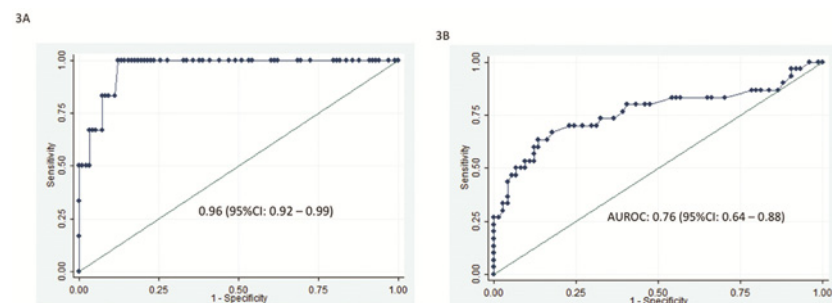 3A
Sensitivity
1.00
0.75
0.50
0.25
0.00
0.96 (95%CI: 0.92 – 0.99)
0.00 0.25 0.50 0.75 1.00
1 - Specificity
3B
Sensitivity
1.00
0.75
0.50
0.25
0.00
AUROC: 0.76 (95%CI: 0.64 – 0.88)
0.00 0.25 0.50 0.75 1.00
1 - Specificity